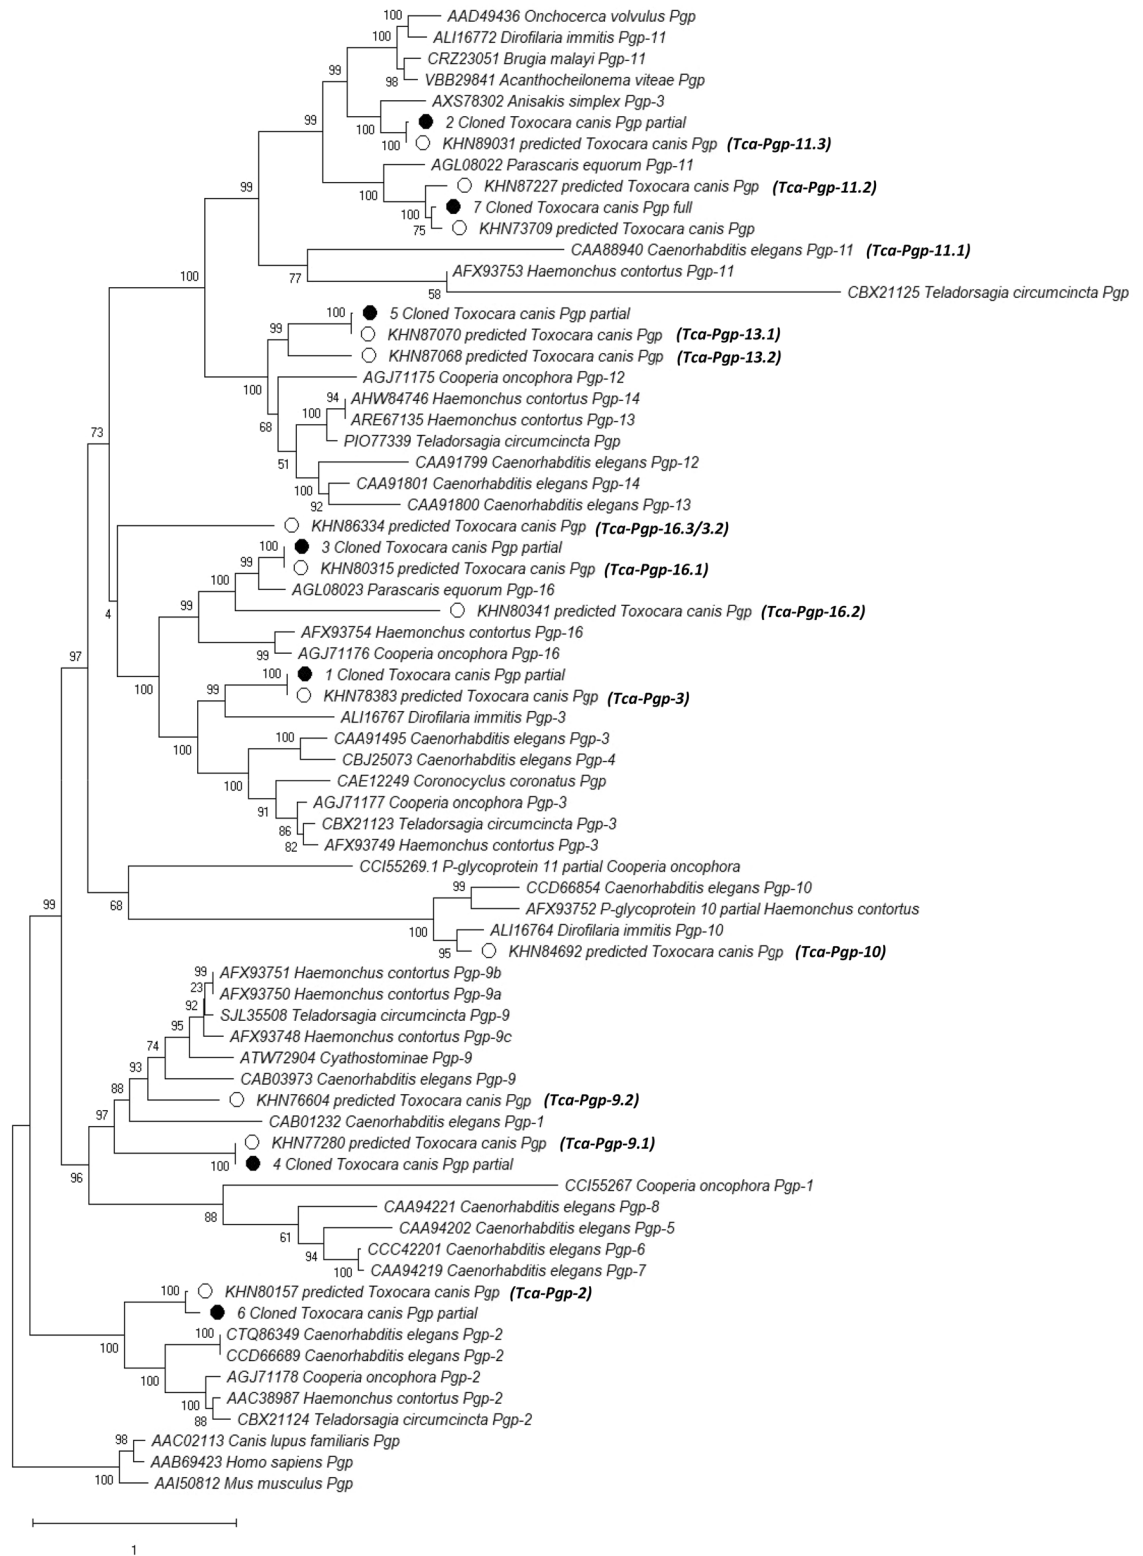 100
AAD49436 Onchocerca volvulus Pgp
100
ALI16772 Dirofilaria immitis Pgp-11
CRZ23051 Brugia malayi Pgp-11
99
98
VBB29841 Acanthocheilonema viteae Pgp
AXS78302 Anisakis simplex Pgp-3
99
100
2 Cloned Toxocara canis Pgp partial
100
KHN89031 predicted Toxocara canis Pgp (Tca-Pgp-11.3)
AGL08022 Parascaris equorum Pgp-11
99
100
KHN87227 predicted Toxocara canis Pgp (Tca-Pgp-11.2)
100
7 Cloned Toxocara canis Pgp full
75
KHN73709 predicted Toxocara canis Pgp
CAA88940 Caenorhabditis elegans Pgp-11 (Tca-Pgp-11.1)
100
77
AFX93753 Haemonchus contortus Pgp-11
58
CBX21125 Teladorsagia circumcincta Pgp
100
5 Cloned Toxocara canis Pgp partial
99
KHN87070 predicted Toxocara canis Pgp (Tca-Pgp-13.1)
KHN87068 predicted Toxocara canis Pgp (Tca-Pgp-13.2)
100
AGJ71175 Cooperia oncophora Pgp-12
94
AHW84746 Haemonchus contortus Pgp-14
100
ARE67135 Haemonchus contortus Pgp-13
68
PIO77339 Teladorsagia circumcincta Pgp
73
51
CAA91799 Caenorhabditis elegans Pgp-12
100
CAA91801 Caenorhabditis elegans Pgp-14
92
CAA91800 Caenorhabditis elegans Pgp-13
KHN86334 predicted Toxocara canis Pgp (Tca-Pgp-16.3/3.2)
100
3 Cloned Toxocara canis Pgp partial
99
KHN80315 predicted Toxocara canis Pgp (Tca-Pgp-16.1)
100
AGL08023 Parascaris equorum Pgp-16
4
99
KHN80341 predicted Toxocara canis Pgp (Tca-Pgp-16.2)
AFX93754 Haemonchus contortus Pgp-16
97
99
AGJ71176 Cooperia oncophora Pgp-16
100
100
1 Cloned Toxocara canis Pgp partial
99
KHN78383 predicted Toxocara canis Pgp (Tca-Pgp-3)
ALI16767 Dirofilaria immitis Pgp-3
100
100
CAA91495 Caenorhabditis elegans Pgp-3
CBJ25073 Caenorhabditis elegans Pgp-4
100
CAE12249 Coronocyclus coronatus Pgp
91
AGJ71177 Cooperia oncophora Pgp-3
86
CBX21123 Teladorsagia circumcincta Pgp-3
82
AFX93749 Haemonchus contortus Pgp-3
CCI55269.1 P-glycoprotein 11 partial Cooperia oncophora
99
68
99
CCD66854 Caenorhabditis elegans Pgp-10
AFX93752 P-glycoprotein 10 partial Haemonchus contortus
100
ALI16764 Dirofilaria immitis Pgp-10
95
KHN84692 predicted Toxocara canis Pgp (Tca-Pgp-10)
99
AFX93751 Haemonchus contortus Pgp-9b
23
AFX93750 Haemonchus contortus Pgp-9a
92
SJL35508 Teladorsagia circumcincta Pgp-9
95
AFX93748 Haemonchus contortus Pgp-9c
74
ATW72904 Cyathostominae Pgp-9
93
CAB03973 Caenorhabditis elegans Pgp-9
88
KHN76604 predicted Toxocara canis Pgp (Tca-Pgp-9.2)
97
CAB01232 Caenorhabditis elegans Pgp-1
KHN77280 predicted Toxocara canis Pgp (Tca-Pgp-9.1)
100
4 Cloned Toxocara canis Pgp partial
96
CCI55267 Cooperia oncophora Pgp-1
88
CAA94221 Caenorhabditis elegans Pgp-8
61
CAA94202 Caenorhabditis elegans Pgp-5
94
CCC42201 Caenorhabditis elegans Pgp-6
100
CAA94219 Caenorhabditis elegans Pgp-7
100
KHN80157 predicted Toxocara canis Pgp (Tca-Pgp-2)
6 Cloned Toxocara canis Pgp partial
100
100
CTQ86349 Caenorhabditis elegans Pgp-2
CCD66689 Caenorhabditis elegans Pgp-2
100
AGJ71178 Cooperia oncophora Pgp-2
100
AAC38987 Haemonchus contortus Pgp-2
88
CBX21124 Teladorsagia circumcincta Pgp-2
98
AAC02113 Canis lupus familiaris Pgp
AAB69423 Homo sapiens Pgp
100
AAI50812 Mus musculus Pgp
1